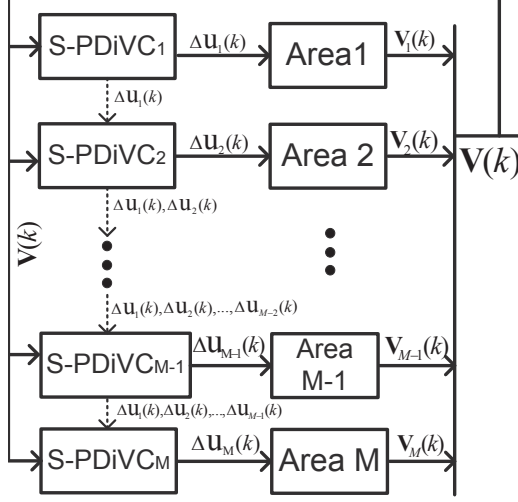 S-PDiVC1 Δu1(k) Area1 V1(k)
Δu1(k)
S-PDiVC2 Δu2(k) Area 2 V2(k)
V(k)
Δu1(k),Δu2(k)
V(k)
Δu1(k),Δu2(k),...,ΔuM-2(k)
S-PDiVCM-1 ΔuM-1(k) Area
M-1
VM-1(k)
Δu1(k),Δu2(k),...,ΔuM-1(k)
S-PDiVCM ΔuM(k) Area M VM(k)